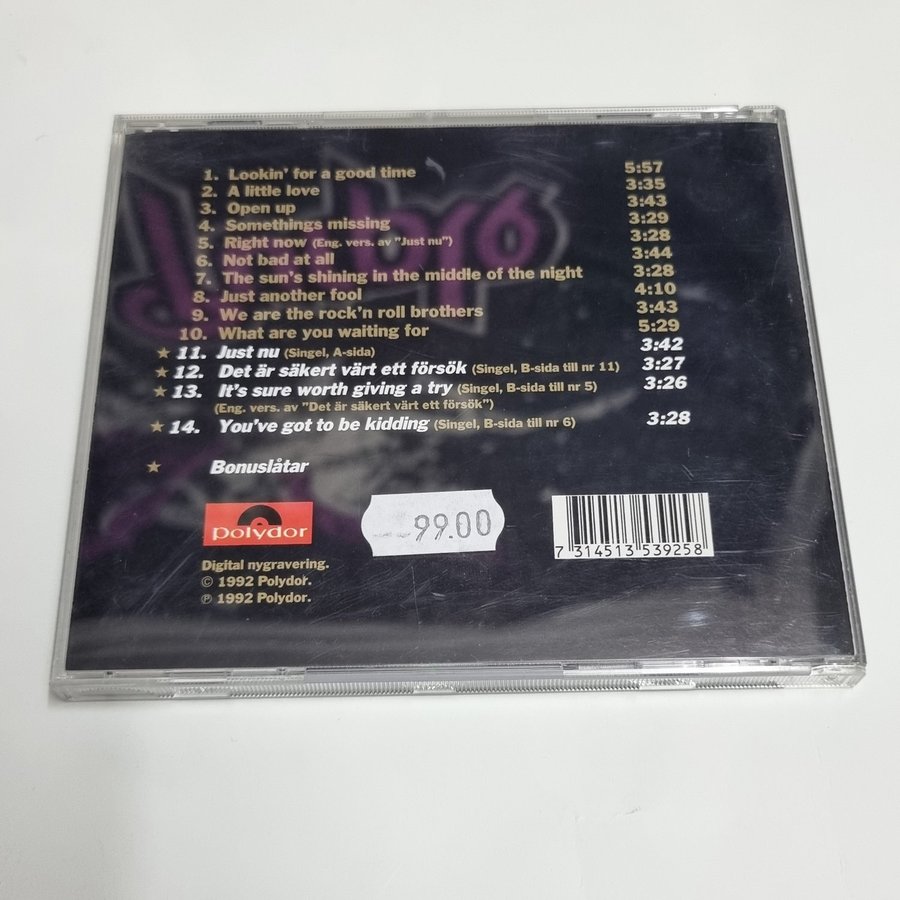 1. Lookin' for a good time 5:57
2. A little love 3:35
3. Open up 3:43
4. Somethings missing 3:29
5. Right now (Eng. vers. av "Just nu") 3:28
6. Not bad at all 3:44
7. The sun's shining in the middle of the night 3:28
8. Just another fool 4:10
9. We are the rock'n roll brothers 3:43
10. What are you waiting for 5:29
★ 11. Just nu (Singel, A-sida) 3:42
★ 12. Det är säkert värt ett försök (Singel, B-sida till nr 11) 3:27
★ 13. It's sure worth giving a try (Singel, B-sida till nr 5) 3:26
(Eng. vers. av "Det är säkert värt ett försök")
★ 14. You've got to be kidding (Singel, B-sida till nr 6) 3:28
★ Bonuslåtar
polydor
99.00
7 314513 539258
Digital nygravering.
© 1992 Polydor.
℗ 1992 Polydor.